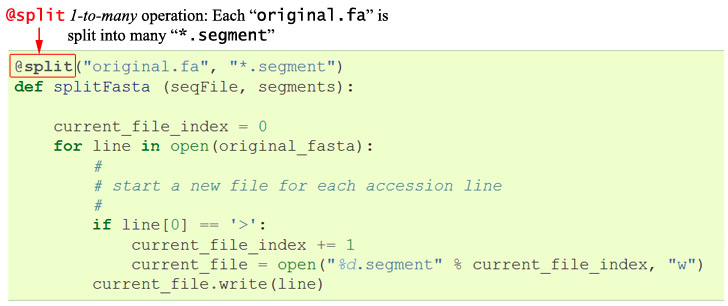 @split 1-to-many operation: Each “original.fa” is
split into many “*.segment”
@split("original.fa", "*.segment")
def splitFasta (seqFile, segments):
    current_file_index = 0
    for line in open(original_fasta):
        #
        # start a new file for each accession line
        #
        if line[0] == '>':
            current_file_index += 1
            current_file = open("%d.segment" % current_file_index, "w")
        current_file.write(line)